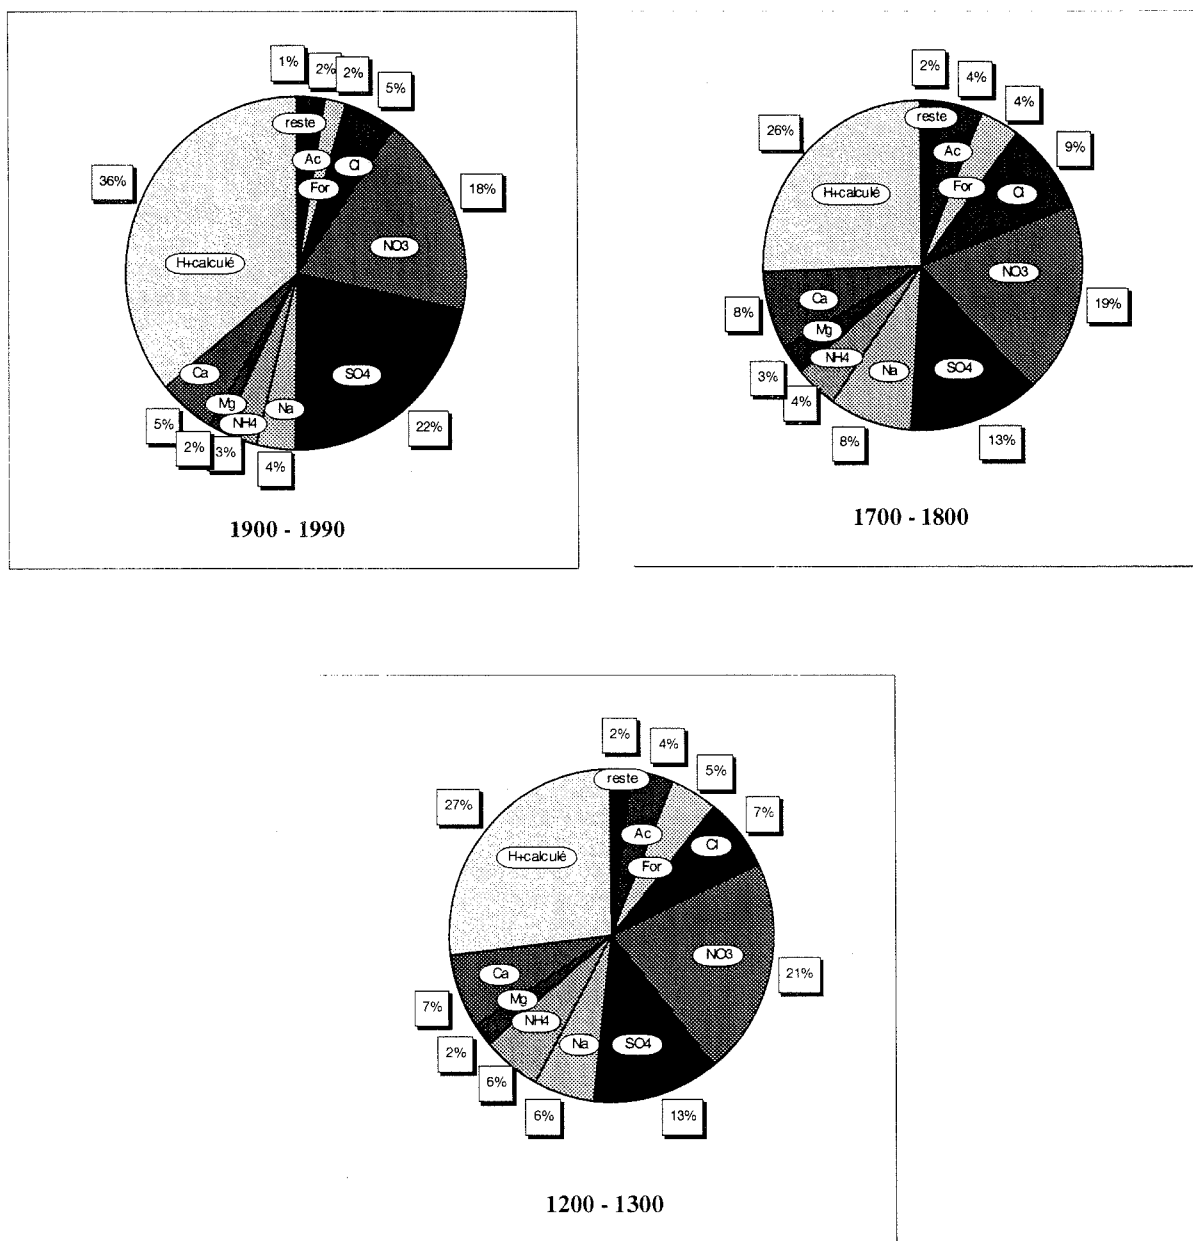 1% 2% 2% 5%
reste
Ac
Cl
For
36%
18%
NO3
H+calculé
Ca
SO4
Mg
Na
NH4
5%
2%
3%
4%
22%
1900 - 1990
2% 4% 4%
reste
26%
9%
Ac
For
Cl
H+calculé
NO3
Ca
8%
19%
Mg
NH4
Na
SO4
3%
4%
8%
13%
1700 - 1800
2% 4% 5%
reste
27%
7%
Ac
Cl
H+calculé
For
NO3
Ca
21%
Mg
7%
NH4
Na
SO4
2%
6%
6%
13%
1200 - 1300